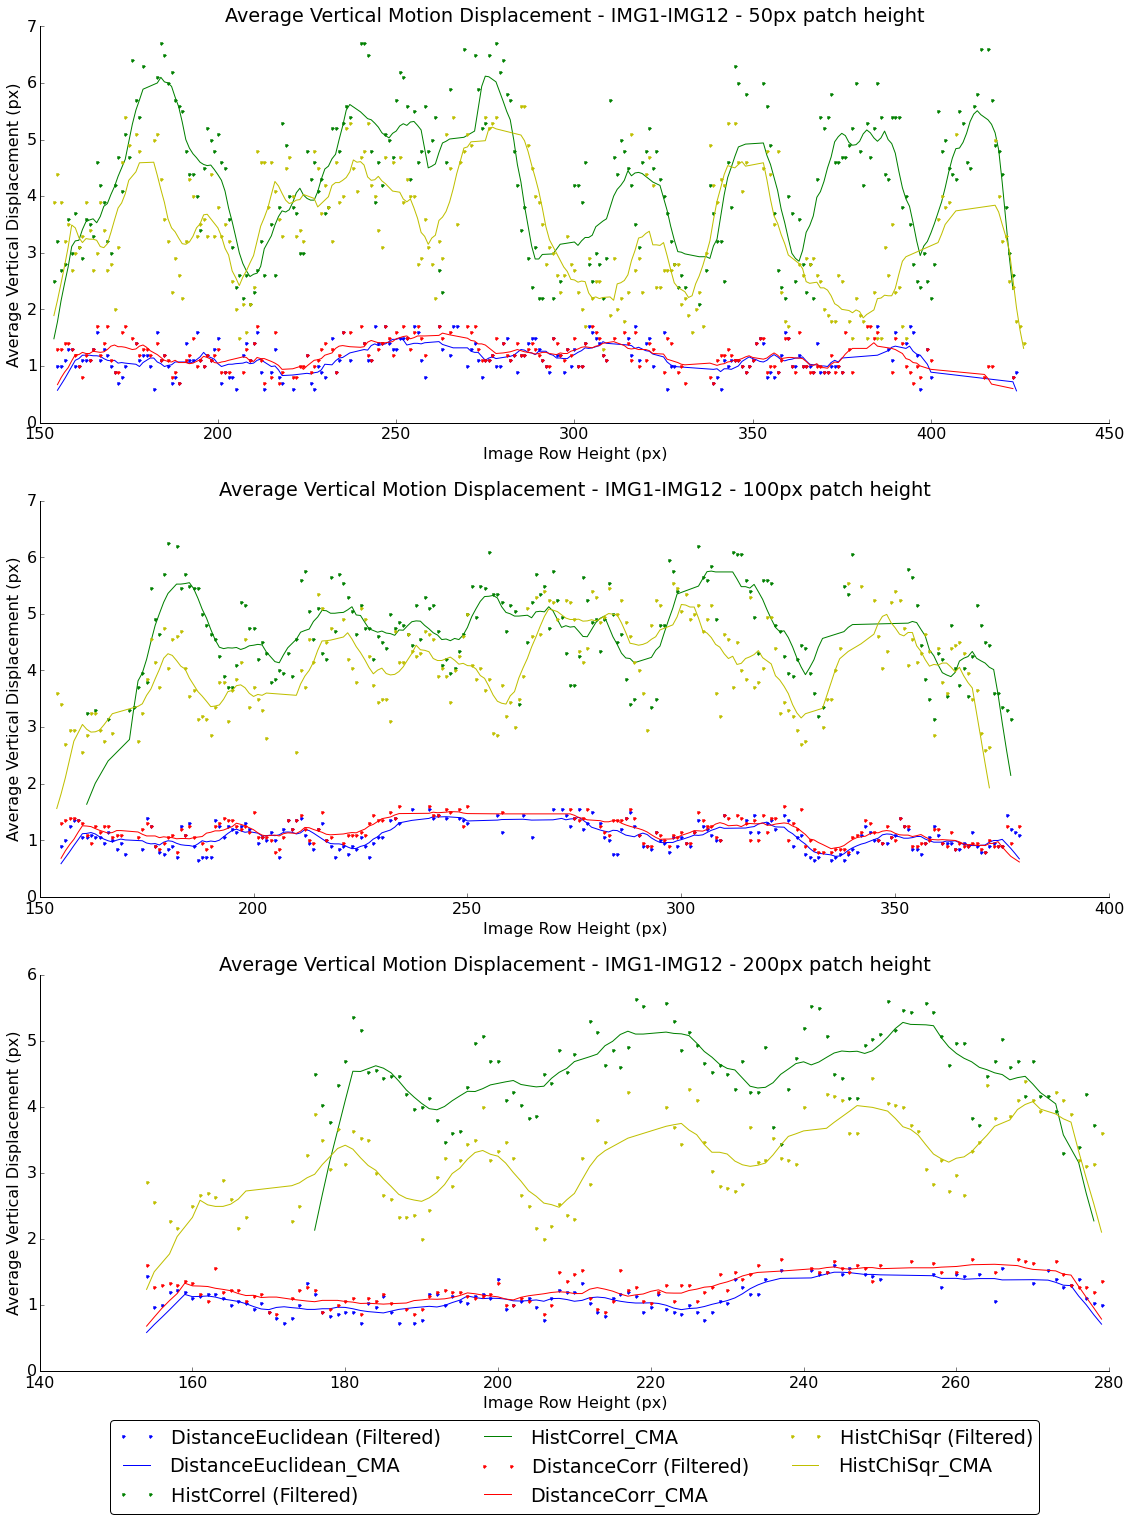 Average Vertical Motion Displacement - IMG1-IMG12 - 50px patch height
Average Vertical Displacement (px)
7
6
5
4
3
2
1
0
150 200 250 300 350 400 450
Image Row Height (px)
Average Vertical Motion Displacement - IMG1-IMG12 - 100px patch height
Average Vertical Displacement (px)
7
6
5
4
3
2
1
0
150 200 250 300 350 400
Image Row Height (px)
Average Vertical Motion Displacement - IMG1-IMG12 - 200px patch height
Average Vertical Displacement (px)
6
5
4
3
2
1
0
140 160 180 200 220 240 260 280
Image Row Height (px)
DistanceEuclidean (Filtered) HistCorrel_CMA HistChiSqr (Filtered)
DistanceEuclidean_CMA DistanceCorr (Filtered) HistChiSqr_CMA
HistCorrel (Filtered) DistanceCorr_CMA